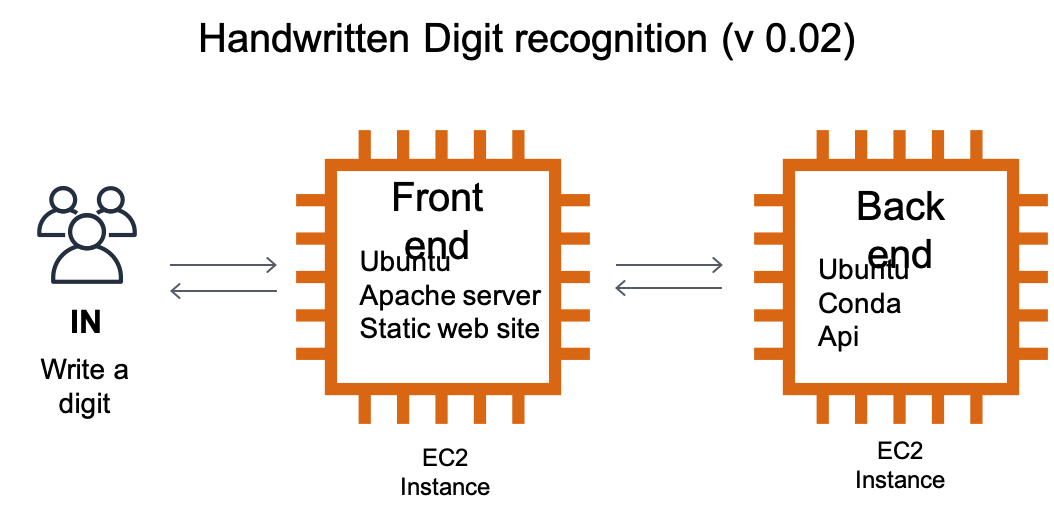 Handwritten Digit recognition (v 0.02)
IN
Write a
digit
Front
end
Ubuntu
Apache server
Static web site
EC2
Instance
Back
end
Ubuntu
Conda
Api
EC2
Instance